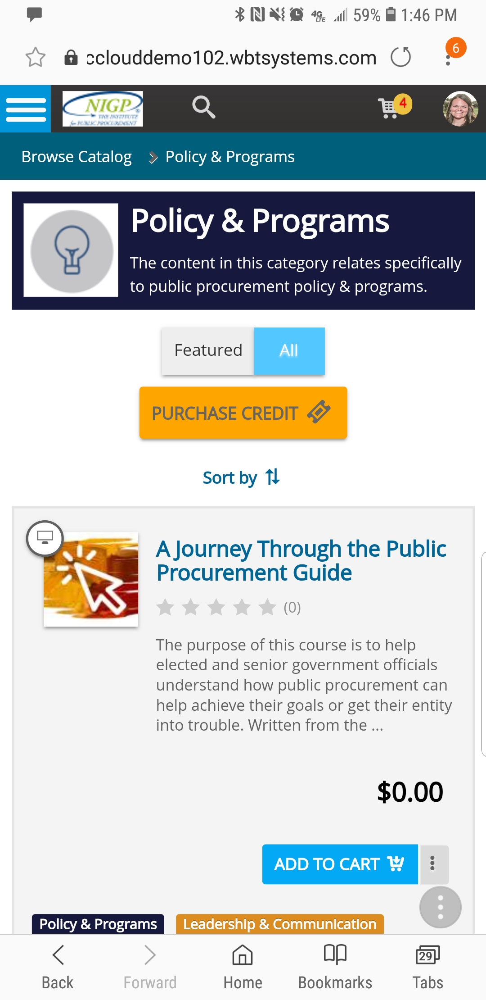 4G LTE 59% 1:46 PM
cclouddemo102.wbtsystems.com
6
NIGP
THE INSTITUTE
for PUBLIC PROCUREMENT
4
Browse Catalog Policy & Programs
Policy & Programs
The content in this category relates specifically
to public procurement policy & programs.
Featured All
PURCHASE CREDIT
Sort by
A Journey Through the Public
Procurement Guide
(0)
The purpose of this course is to help
elected and senior government officials
understand how public procurement can
help achieve their goals or get their entity
into trouble. Written from the ...
$0.00
ADD TO CART
Policy & Programs Leadership & Communication
29
Back Forward Home Bookmarks Tabs